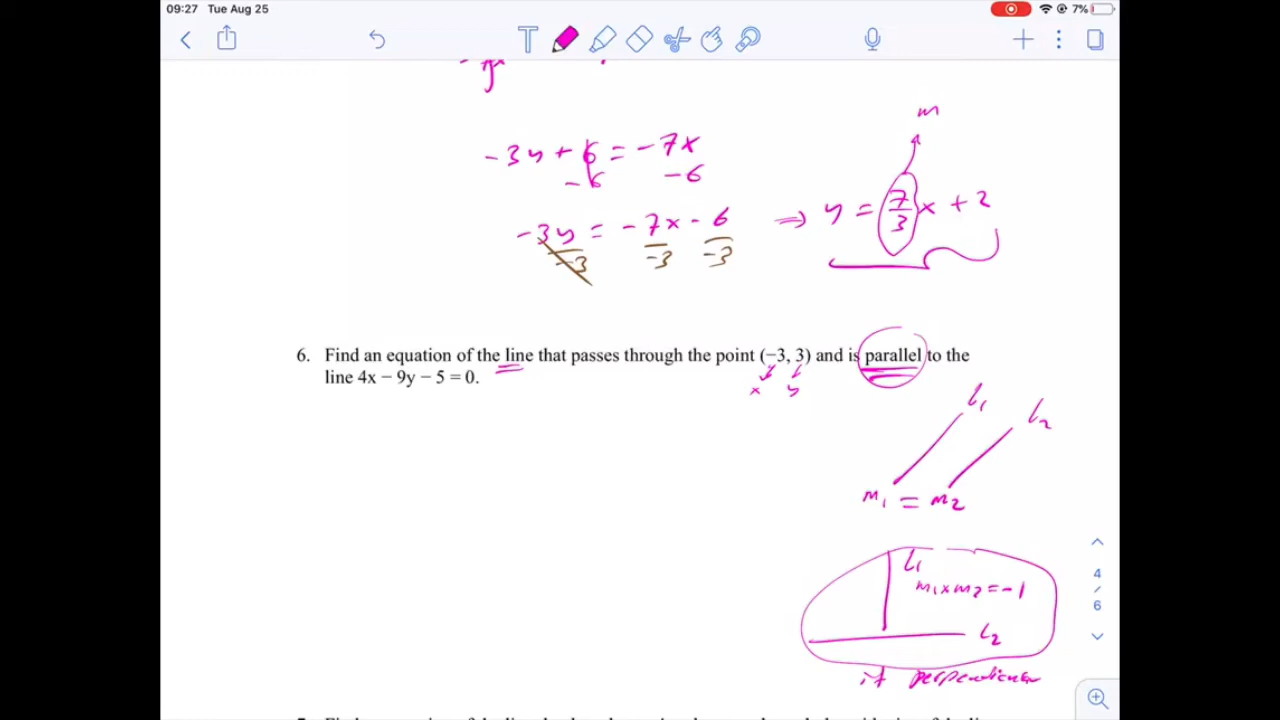 09:27 Tue Aug 25 7%
T
m
-3y + 6 = -7x
-6 -6
-3y = -7x - 6 ⇒ y = 7/3 x + 2
-3 -3 -3
6. Find an equation of the line that passes through the point (−3, 3) and is parallel to the
line 4x − 9y − 5 = 0.
x y
L1 L2
m1 = m2
L1
m1 x m2 = -1
L2
if perpendicular
4
/
6